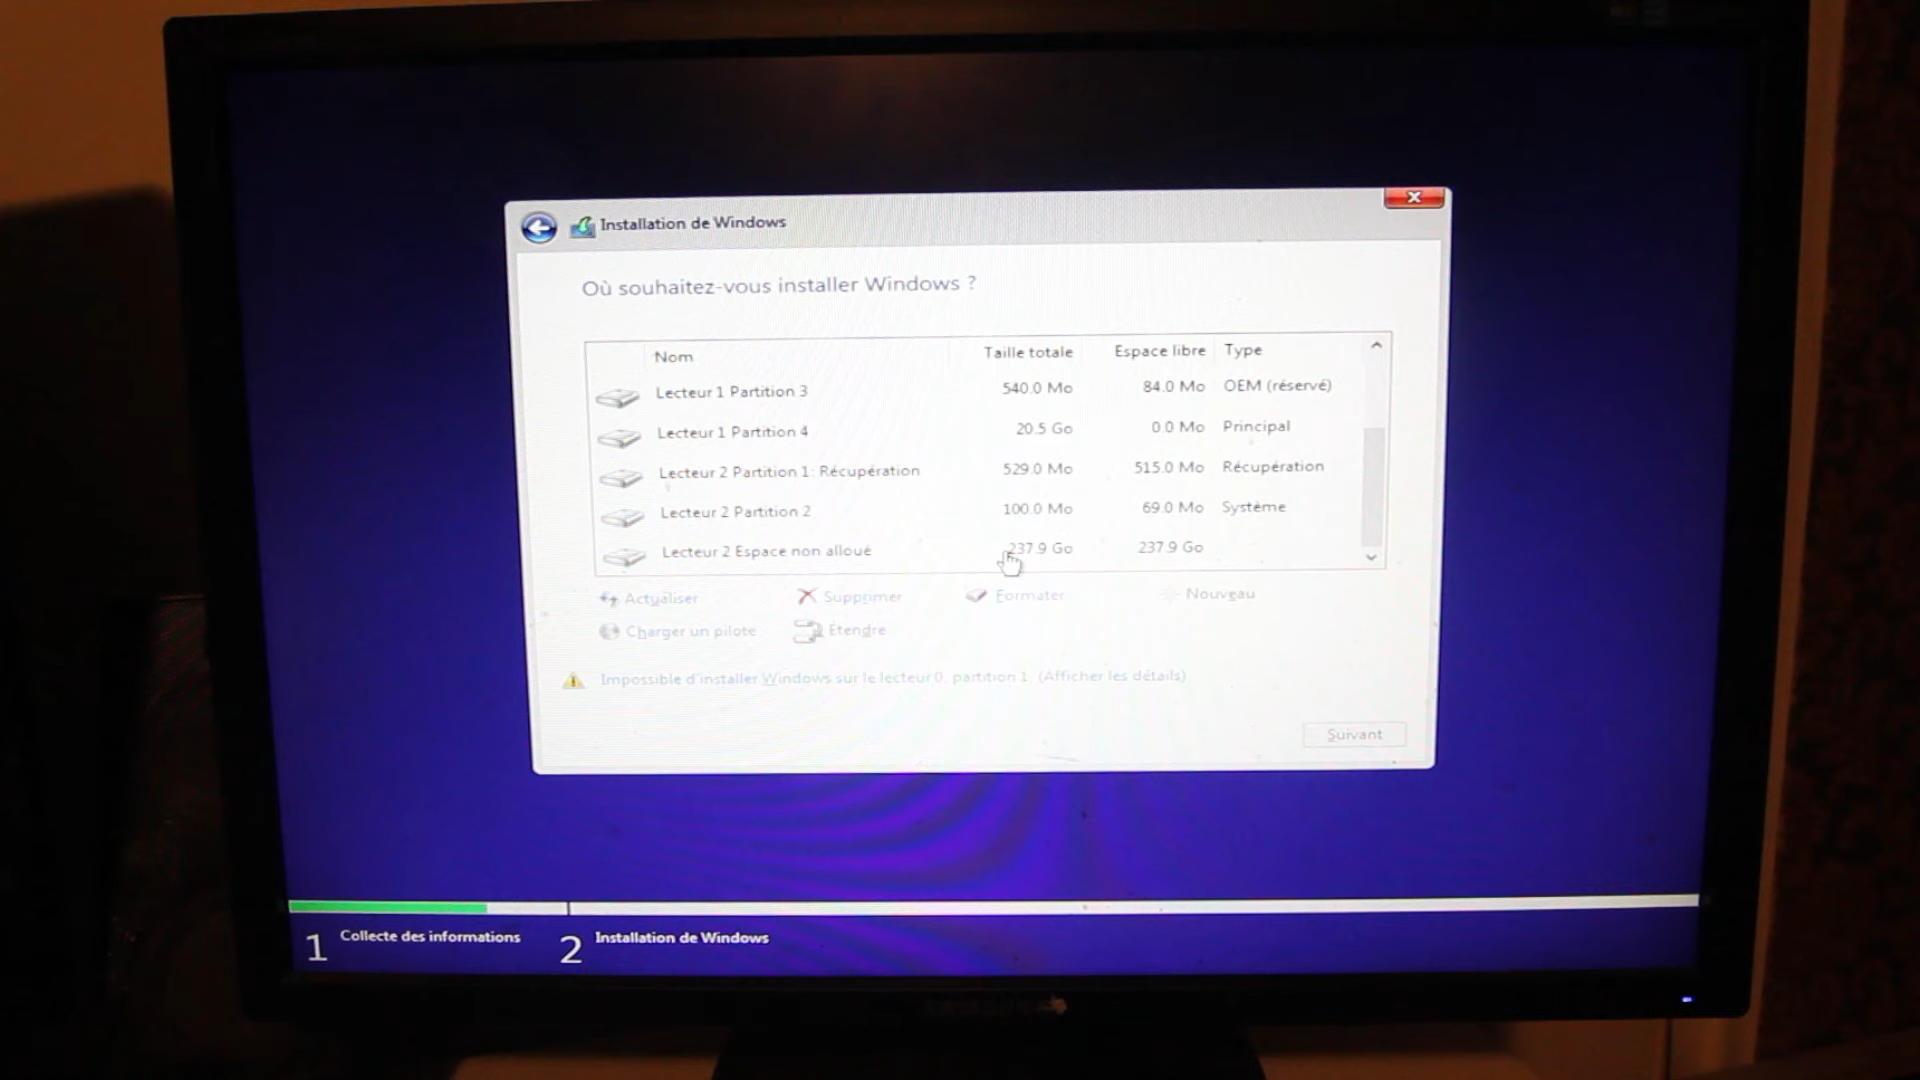 Installation de Windows
Où souhaitez-vous installer Windows ?
Nom Taille totale Espace libre Type
Lecteur 1 Partition 3 540.0 Mo 84.0 Mo OEM (réservé)
Lecteur 1 Partition 4 20.5 Go 0.0 Mo Principal
Lecteur 2 Partition 1: Récupération 529.0 Mo 515.0 Mo Récupération
Lecteur 2 Partition 2 100.0 Mo 69.0 Mo Système
Lecteur 2 Espace non alloué 237.9 Go 237.9 Go
Actualiser Supprimer Formater Nouveau
Charger un pilote Étendre
Impossible d'installer Windows sur le lecteur 0, partition 1. (Afficher les détails)
Suivant
1 Collecte des informations 2 Installation de Windows